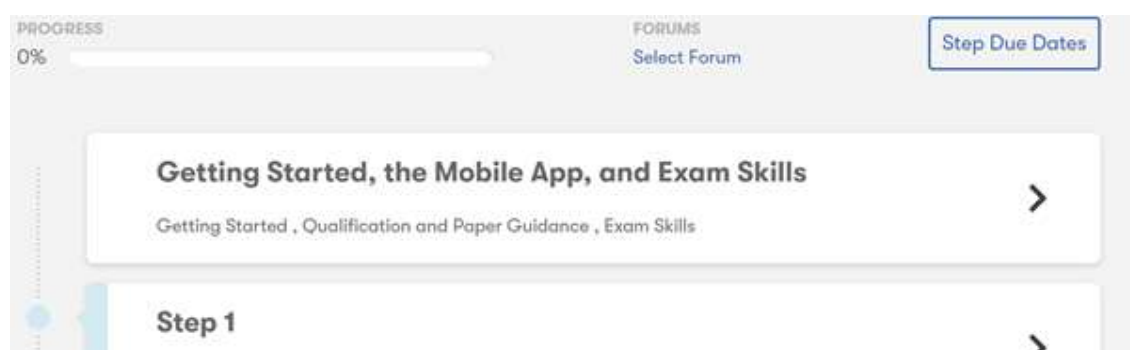 PROGRESS
0%
FORUMS
Select Forum
Step Due Dates
Getting Started, the Mobile App, and Exam Skills
Getting Started , Qualification and Paper Guidance , Exam Skills
Step 1